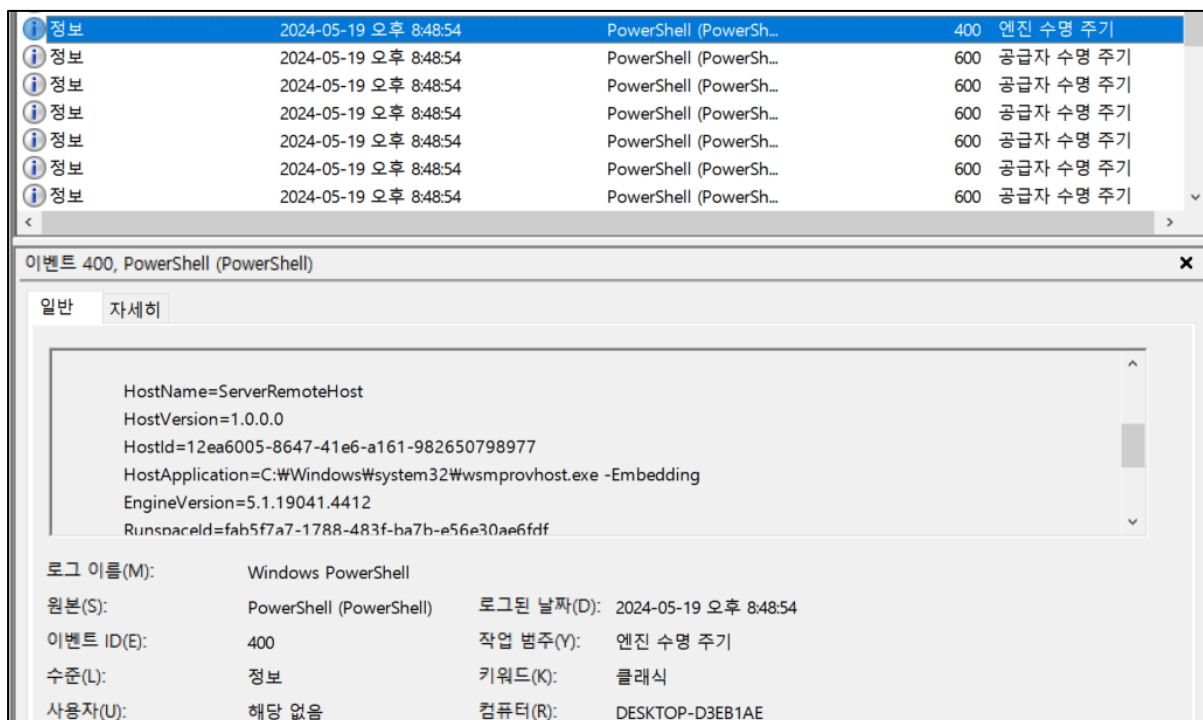 정보 2024-05-19 오후 8:48:54 PowerShell (PowerSh... 400 엔진 수명 주기
정보 2024-05-19 오후 8:48:54 PowerShell (PowerSh... 600 공급자 수명 주기
정보 2024-05-19 오후 8:48:54 PowerShell (PowerSh... 600 공급자 수명 주기
정보 2024-05-19 오후 8:48:54 PowerShell (PowerSh... 600 공급자 수명 주기
정보 2024-05-19 오후 8:48:54 PowerShell (PowerSh... 600 공급자 수명 주기
정보 2024-05-19 오후 8:48:54 PowerShell (PowerSh... 600 공급자 수명 주기
정보 2024-05-19 오후 8:48:54 PowerShell (PowerSh... 600 공급자 수명 주기
이벤트 400, PowerShell (PowerShell)
일반 자세히
HostName=ServerRemoteHost
HostVersion=1.0.0.0
HostId=12ea6005-8647-41e6-a161-982650798977
HostApplication=C:₩Windows₩system32₩wsmprovhost.exe -Embedding
EngineVersion=5.1.19041.4412
RunspaceId=fab5f7a7-1788-483f-ba7b-e56e30ae6fdf
로그 이름(M): Windows PowerShell
원본(S): PowerShell (PowerShell) 로그된 날짜(D): 2024-05-19 오후 8:48:54
이벤트 ID(E): 400 작업 범주(Y): 엔진 수명 주기
수준(L): 정보 키워드(K): 클래식
사용자(U): 해당 없음 컴퓨터(R): DESKTOP-D3EB1AE